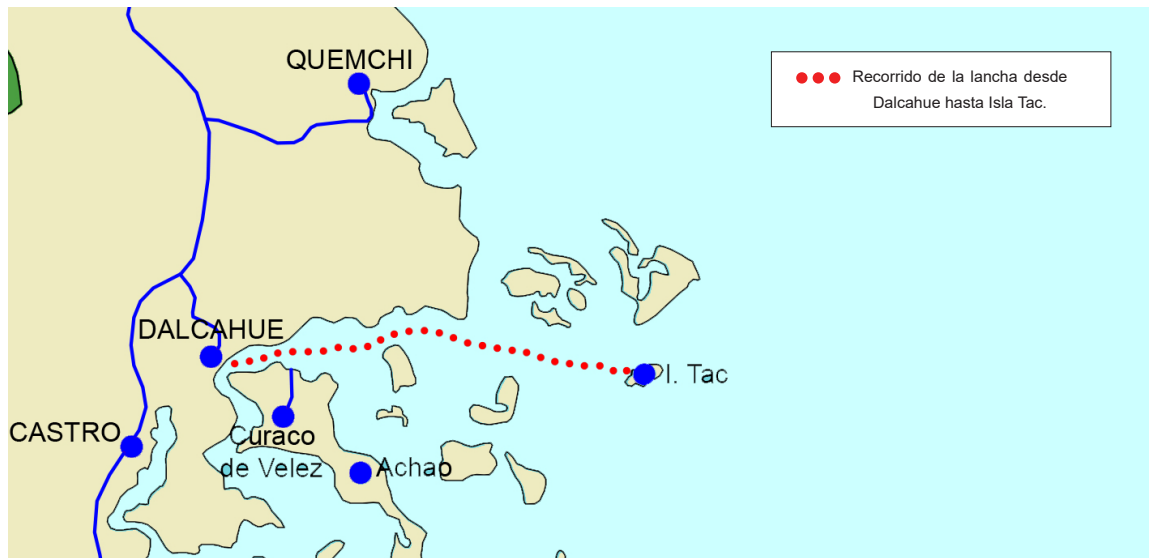 QUEMCHI
Recorrido de la lancha desde
Dalcahue hasta Isla Tac.
DALCAHUE
I. Tac
CASTRO
Curaco
de Velez
Achao